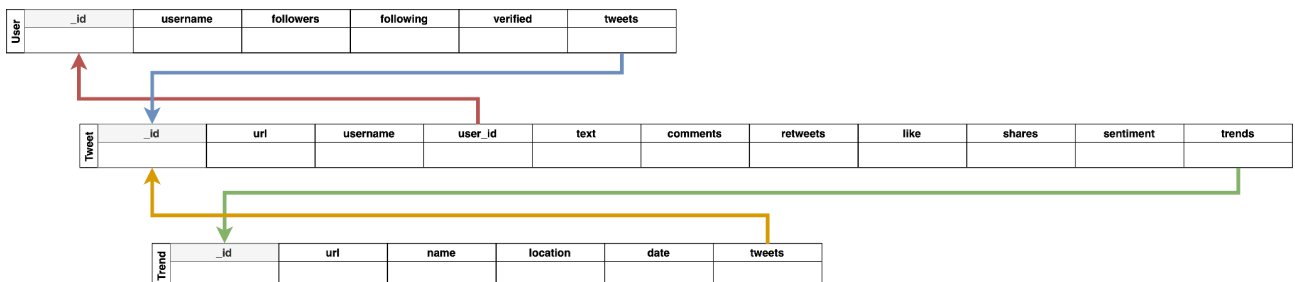 User _id username followers following verified tweets
Tweet _id url username user_id text comments retweets like shares sentiment trends
Trend _id url name location date tweets